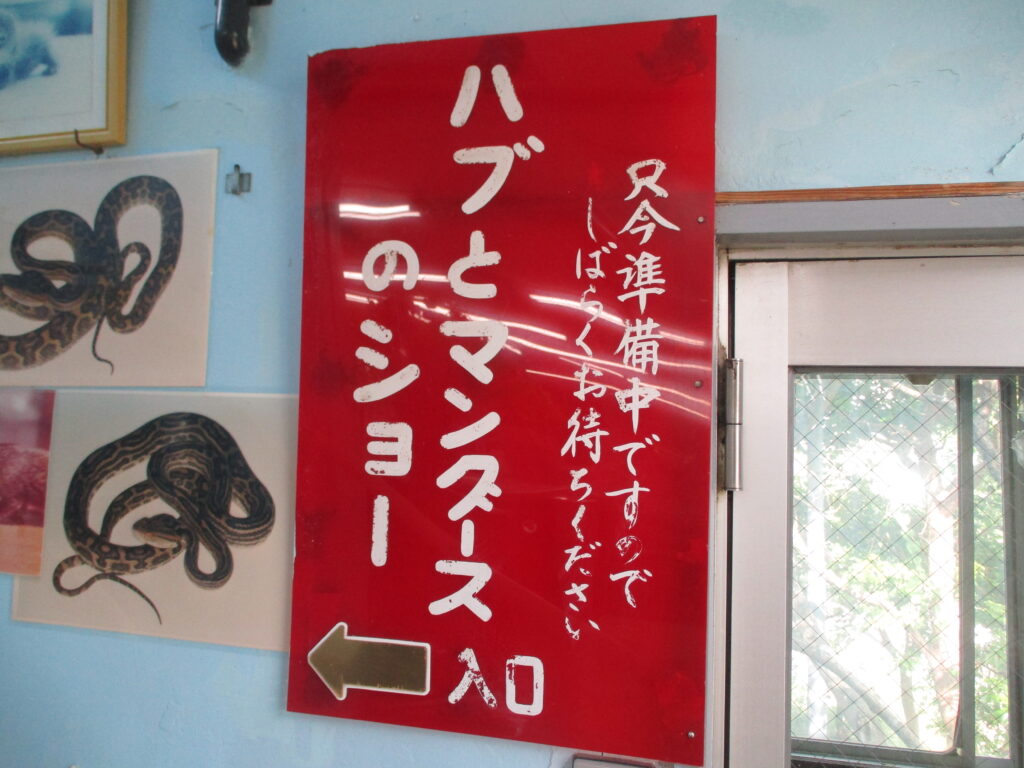 只今準備中ですので
しばらくお待ちください
ハブとマングース
のショー
入口